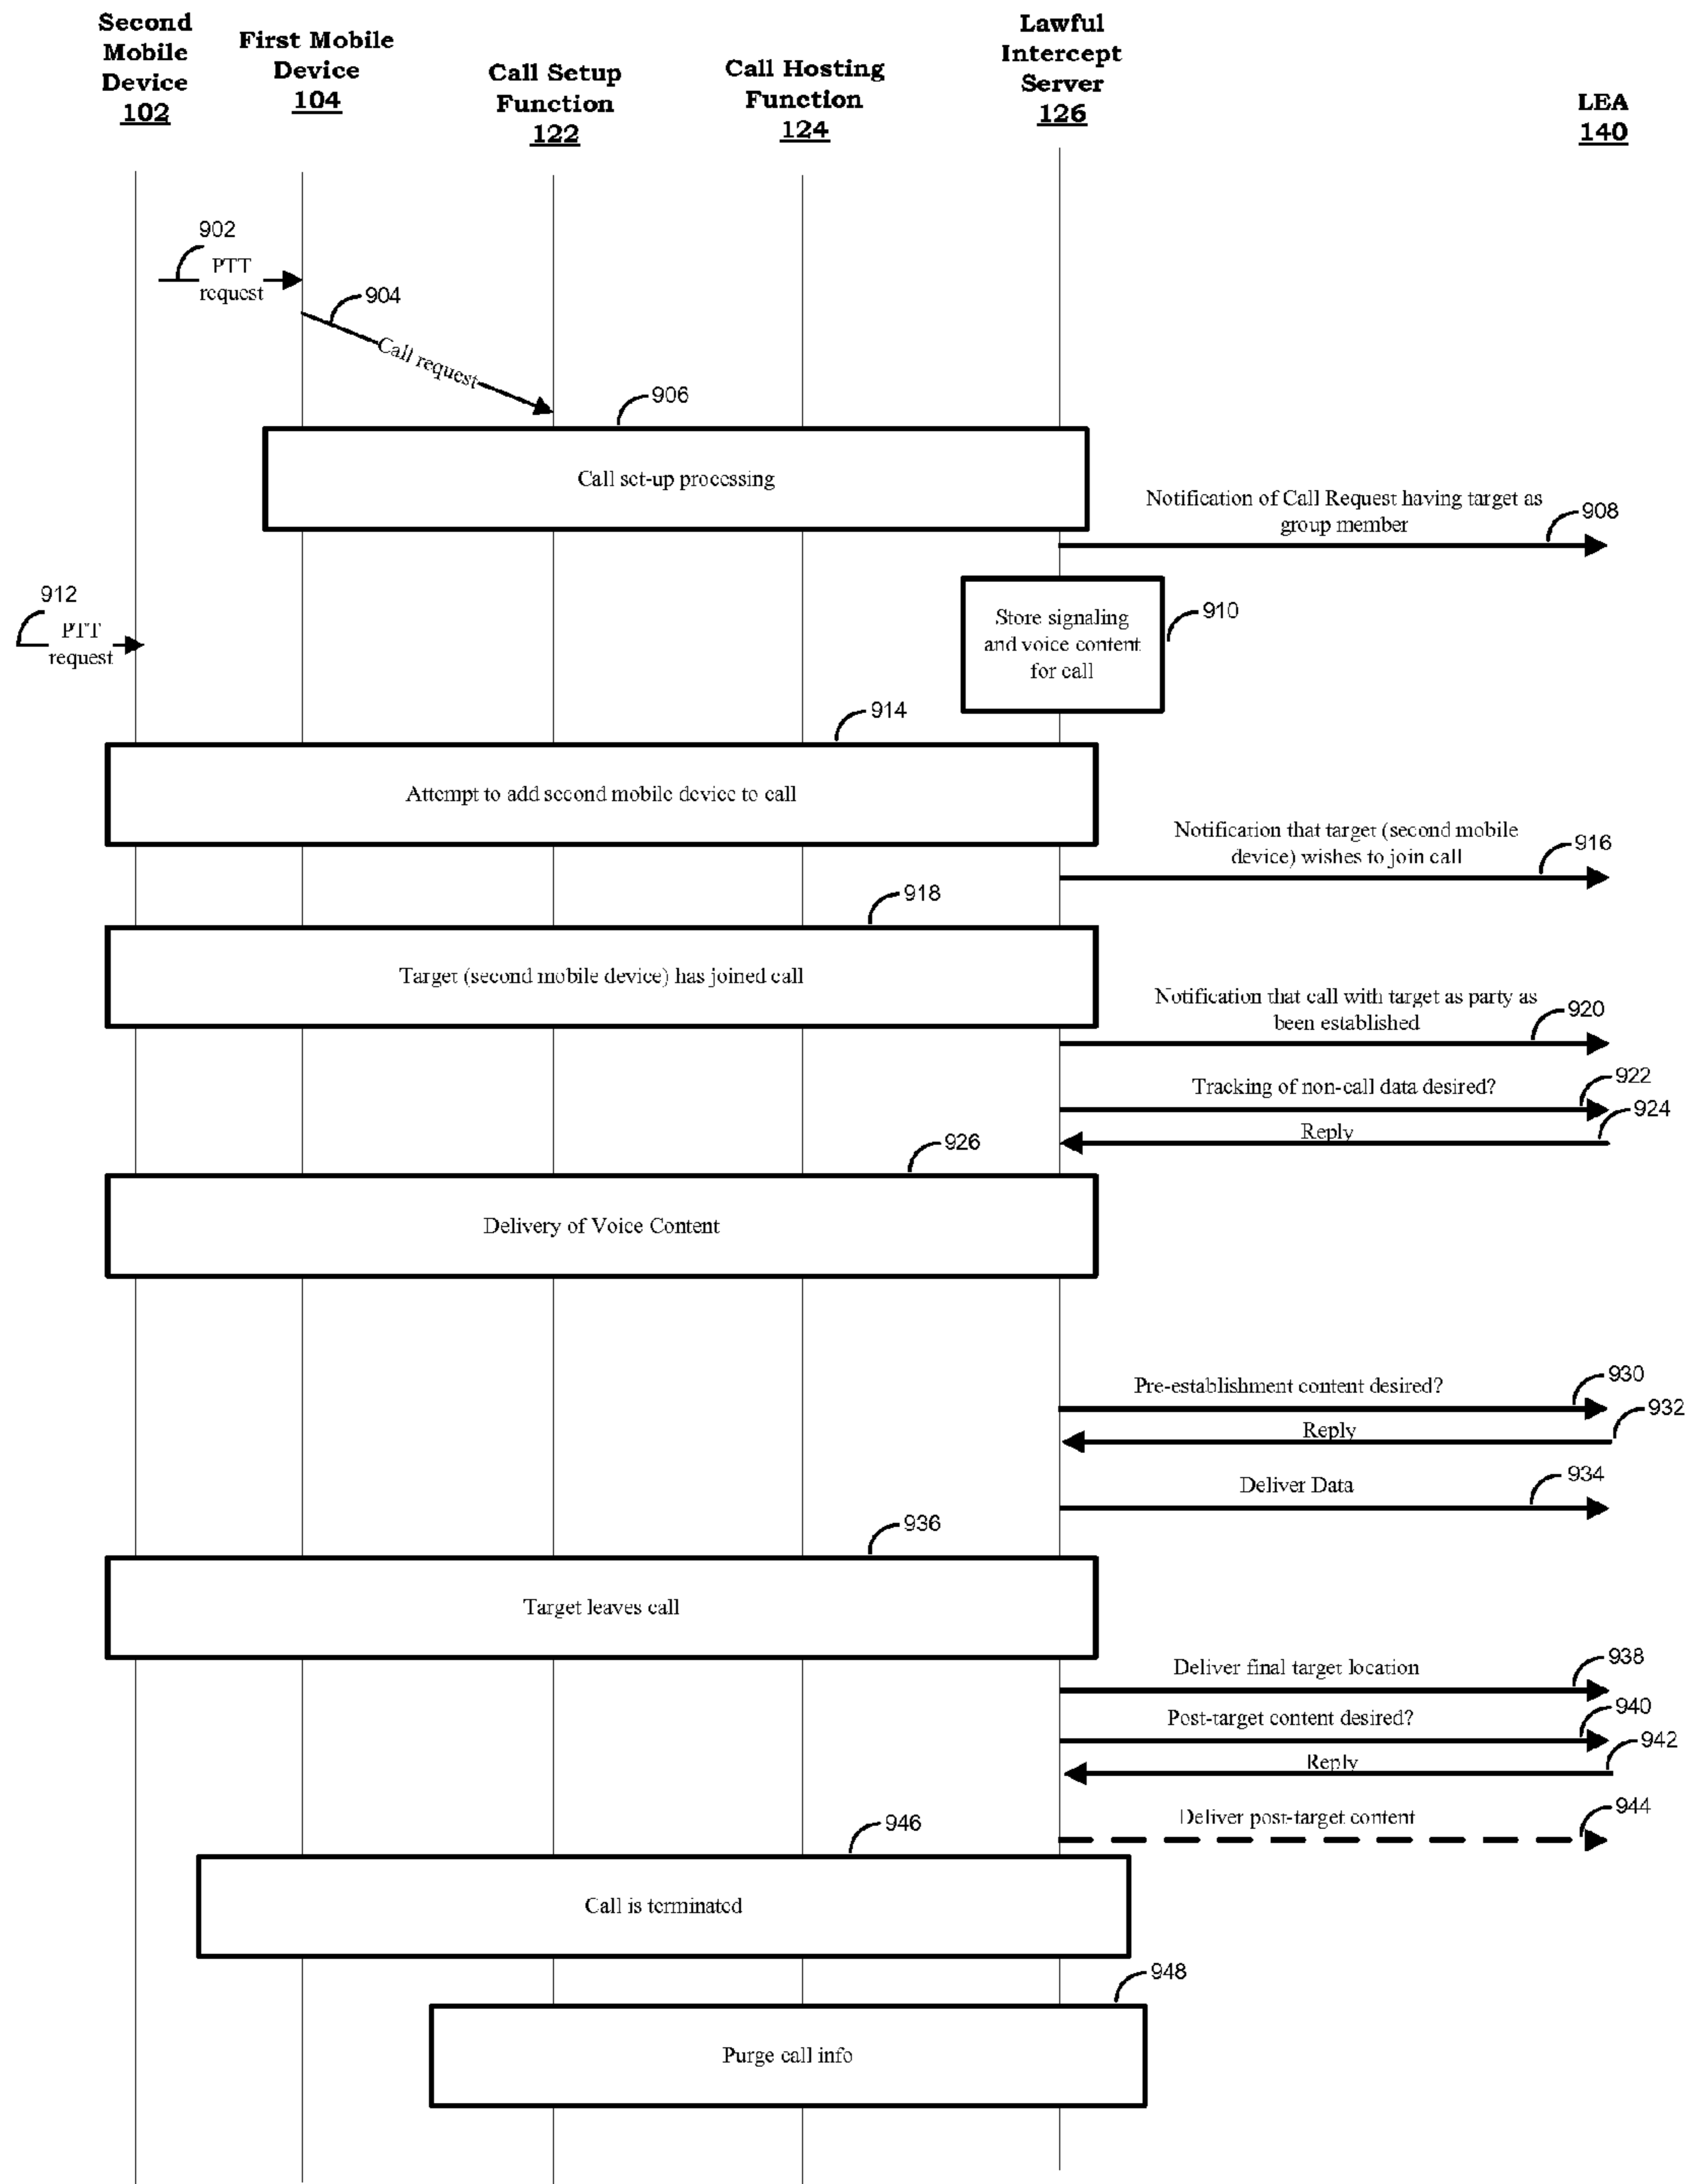 Second
Mobile
Device
102
First Mobile
Device
104
Call Setup
Function
122
Call Hosting
Function
124
Lawful
Intercept
Server
126
LEA
140
902
PTT
request
904
Call request
906
Call set-up processing
Notification of Call Request having target as
group member
908
912
PTT
request
Store signaling
and voice content
for call
910
914
Attempt to add second mobile device to call
Notification that target (second mobile
device) wishes to join call
916
918
Target (second mobile device) has joined call
Notification that call with target as party as
been established
920
Tracking of non-call data desired?
922
924
Reply
926
Delivery of Voice Content
Pre-establishment content desired?
930
932
Reply
Deliver Data
934
936
Target leaves call
Deliver final target location
938
Post-target content desired?
940
942
Reply
Deliver post-target content
944
946
Call is terminated
948
Purge call info